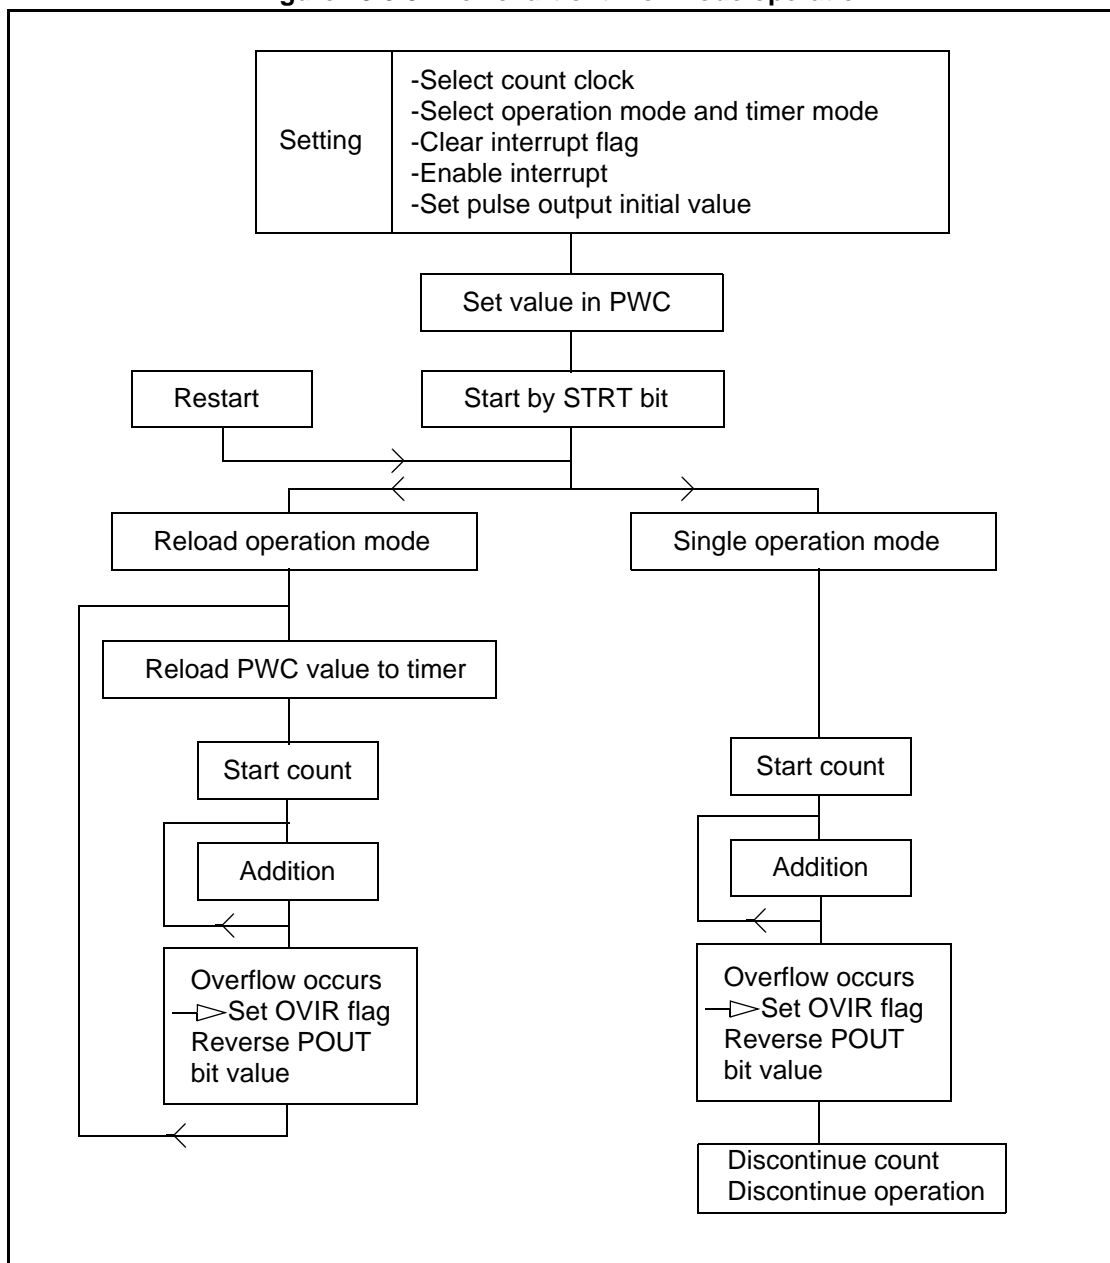 Setting
-Select count clock
-Select operation mode and timer mode
-Clear interrupt flag
-Enable interrupt
-Set pulse output initial value
Set value in PWC
Restart
Start by STRT bit
Reload operation mode
Single operation mode
Reload PWC value to timer
Start count
Start count
Addition
Addition
Overflow occurs
Set OVIR flag
Reverse POUT
bit value
Overflow occurs
Set OVIR flag
Reverse POUT
bit value
Discontinue count
Discontinue operation